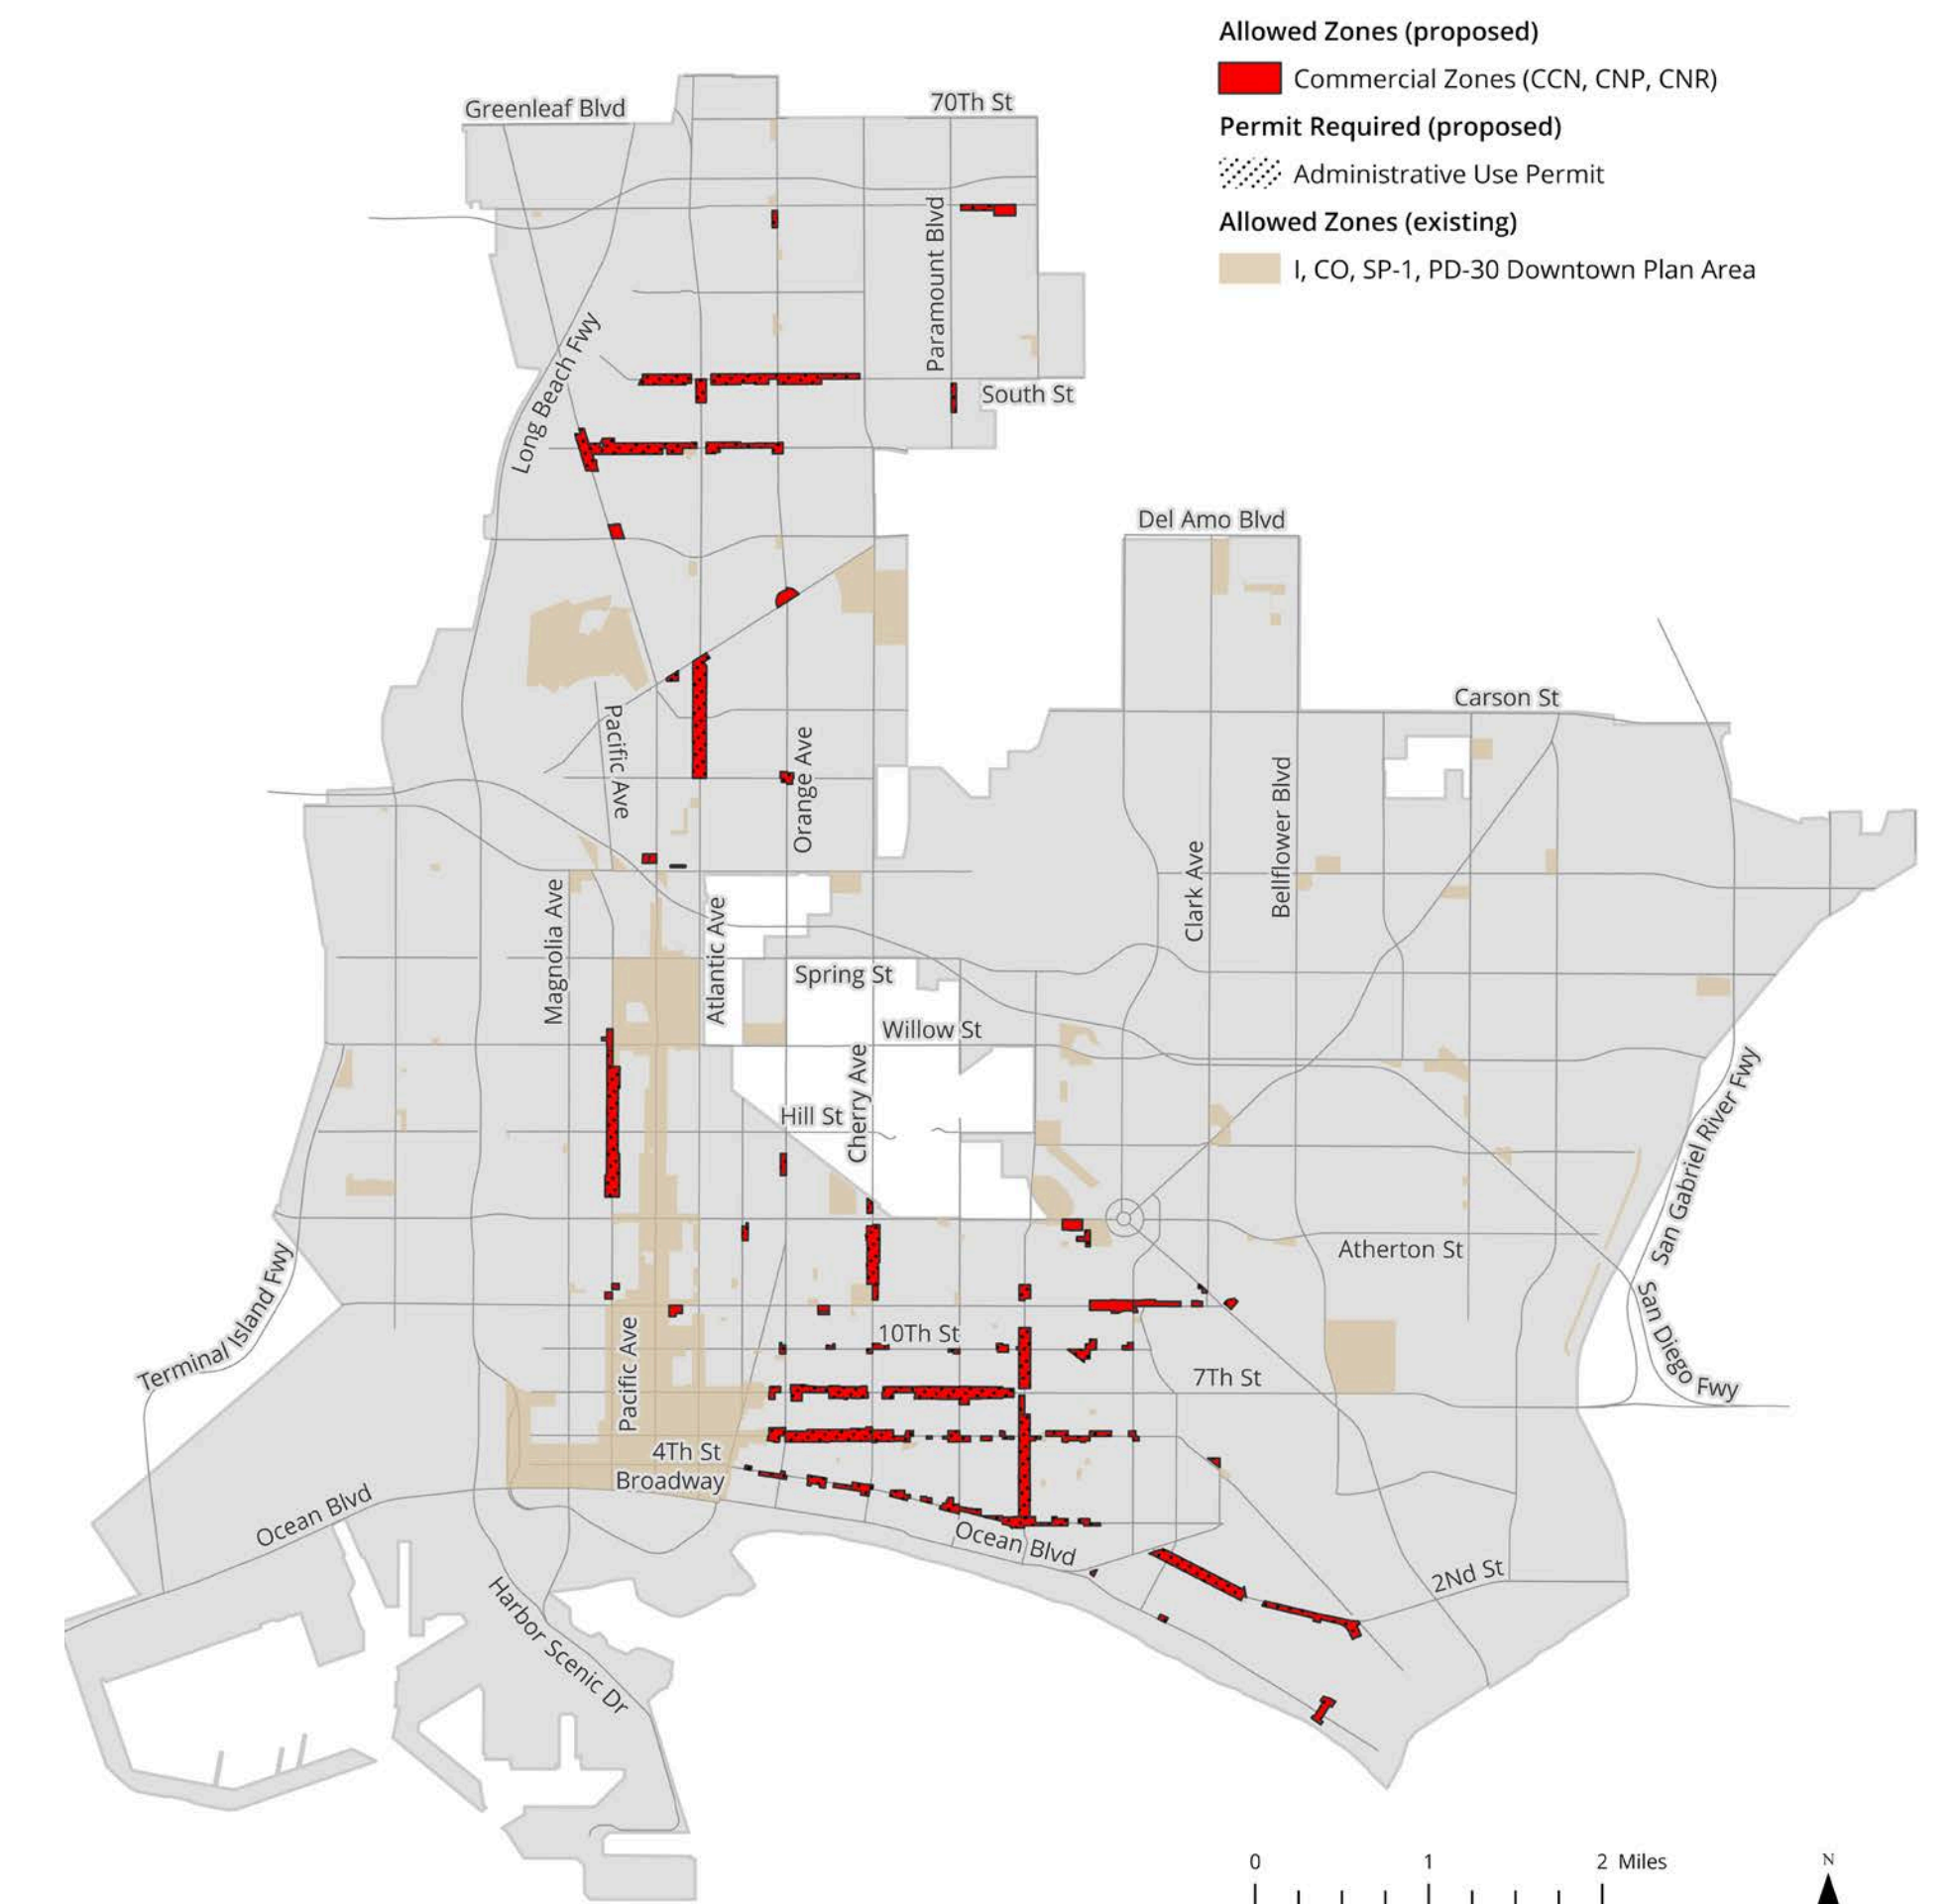 Allowed Zones (proposed)
Commercial Zones (CCN, CNP, CNR)
Permit Required (proposed)
Administrative Use Permit
Allowed Zones (existing)
I, CO, SP-1, PD-30 Downtown Plan Area
Greenleaf Blvd
70Th St
Paramount Blvd
Long Beach Fwy
South St
Del Amo Blvd
Carson St
Pacific Ave
Orange Ave
Clark Ave
Bellflower Blvd
Magnolia Ave
Atlantic Ave
Spring St
Willow St
Cherry Ave
Hill St
San Gabriel River Fwy
Atherton St
Terminal Island Fwy
San Diego Fwy
10Th St
Pacific Ave
7Th St
4Th St
Broadway
Ocean Blvd
Ocean Blvd
2Nd St
Harbor Scenic Dr
0 1 2 Miles
N